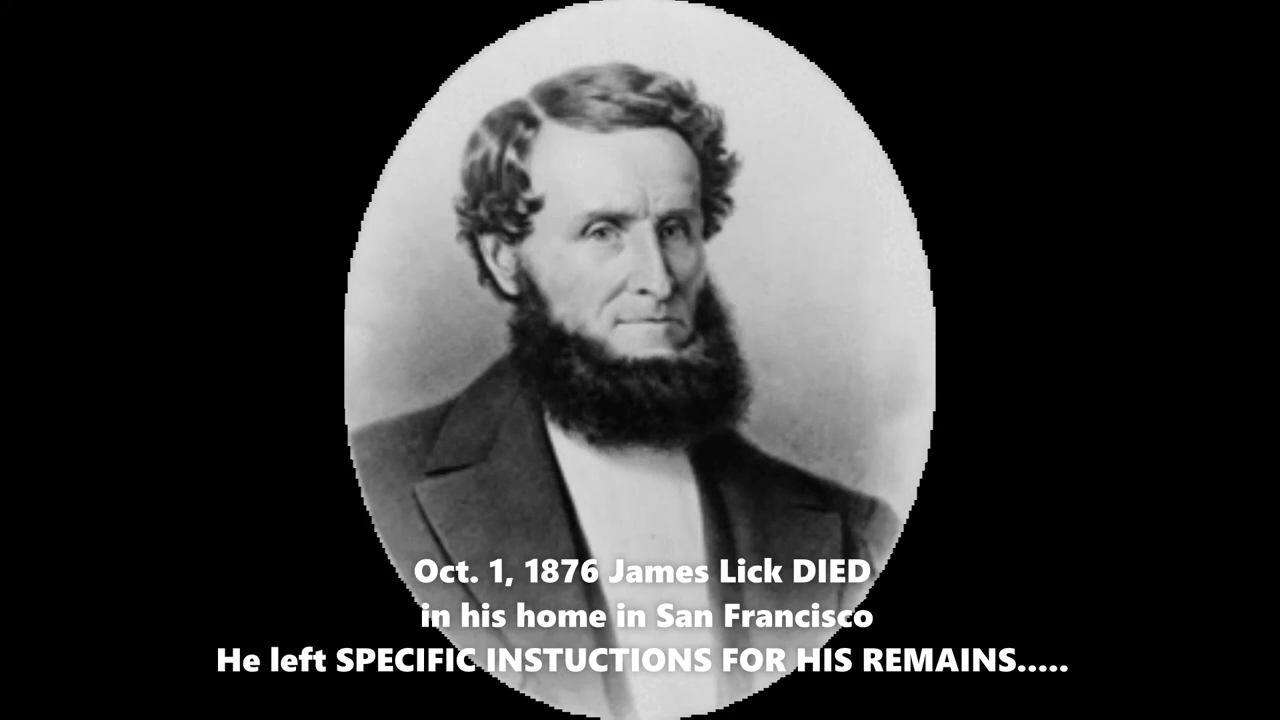 Oct. 1, 1876 James Lick DIED
in his home in San Francisco
He left SPECIFIC INSTUCTIONS FOR HIS REMAINS.....